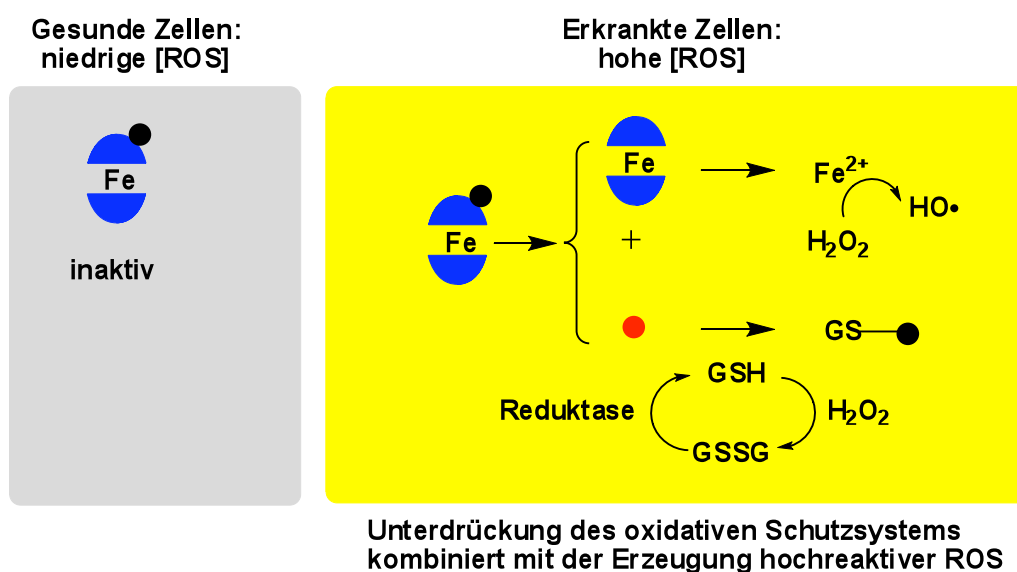 Gesunde Zellen:
niedrige [ROS]
Erkrankte Zellen:
hohe [ROS]
Fe
inaktiv
Fe
Fe
+
Fe²⁺
H₂O₂
HO•
GS
GSH
Reduktase
H₂O₂
GSSG
Unterdrückung des oxidativen Schutzsystems
kombiniert mit der Erzeugung hochreaktiver ROS